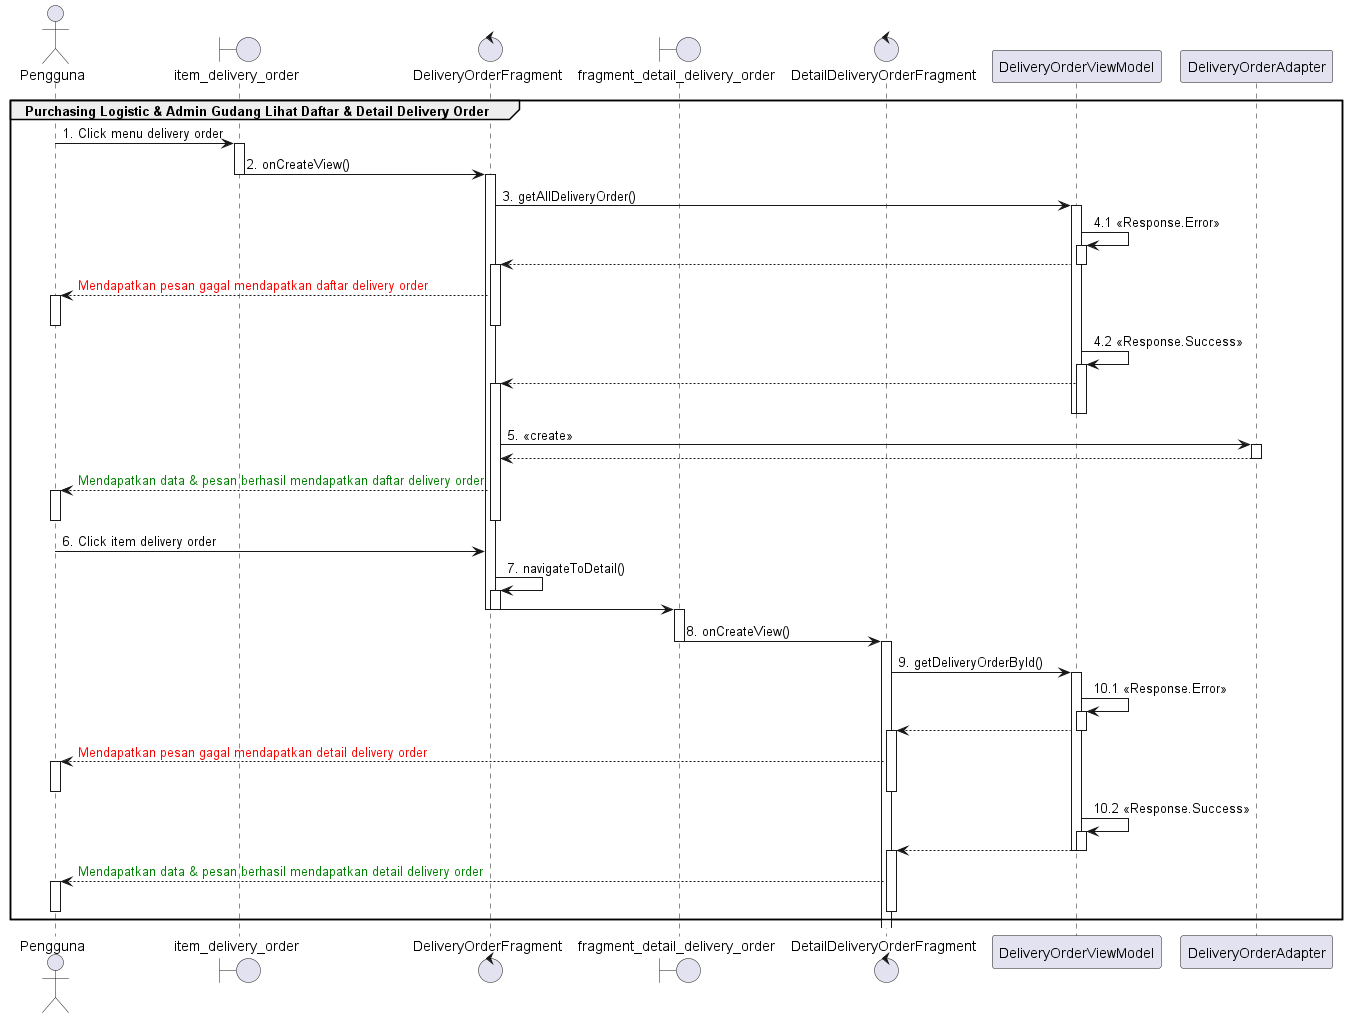 Pengguna
item_delivery_order
DeliveryOrderFragment
fragment_detail_delivery_order
DetailDeliveryOrderFragment
DeliveryOrderViewModel
DeliveryOrderAdapter
Purchasing Logistic & Admin Gudang Lihat Daftar & Detail Delivery Order
1. Click menu delivery order
2. onCreateView()
3. getAllDeliveryOrder()
4.1 «Response.Error»
Mendapatkan pesan gagal mendapatkan daftar delivery order
4.2 «Response.Success»
5. «create»
Mendapatkan data & pesan berhasil mendapatkan daftar delivery order
6. Click item delivery order
7. navigateToDetail()
8. onCreateView()
9. getDeliveryOrderById()
10.1 «Response.Error»
Mendapatkan pesan gagal mendapatkan detail delivery order
10.2 «Response.Success»
Mendapatkan data & pesan berhasil mendapatkan detail delivery order
Pengguna
item_delivery_order
DeliveryOrderFragment
fragment_detail_delivery_order
DetailDeliveryOrderFragment
DeliveryOrderViewModel
DeliveryOrderAdapter